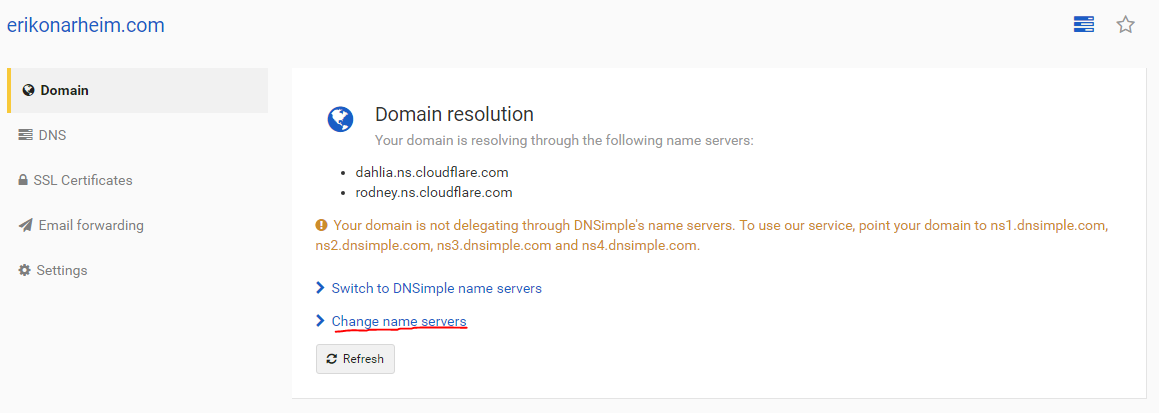 erikonarheim.com
Domain
DNS
SSL Certificates
Email forwarding
Settings
Domain resolution
Your domain is resolving through the following name servers:
dahlia.ns.cloudflare.com
rodney.ns.cloudflare.com
Your domain is not delegating through DNSimple's name servers. To use our service, point your domain to ns1.dnsimple.com,
ns2.dnsimple.com, ns3.dnsimple.com and ns4.dnsimple.com.
Switch to DNSimple name servers
Change name servers
Refresh